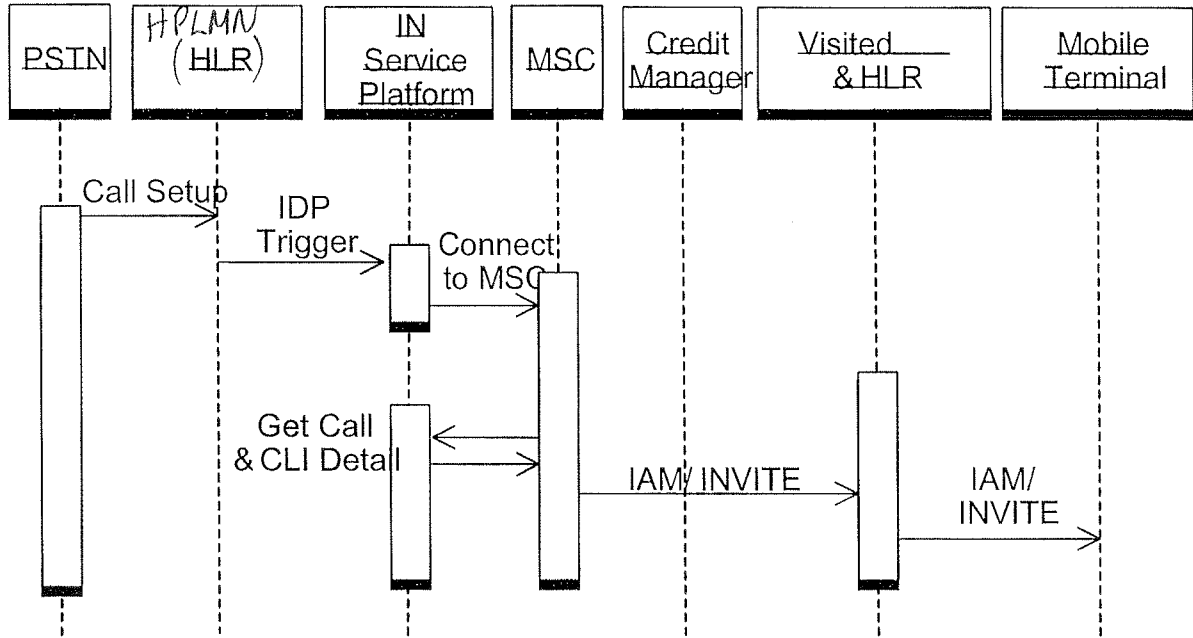 PSTN
HPLMN
(HLR)
IN
Service
Platform
MSC
Credit
Manager
Visited
& HLR
Mobile
Terminal
Call Setup
IDP
Trigger
Connect
to MSC
Get Call
& CLI Detail
IAM/ INVITE
IAM/
INVITE